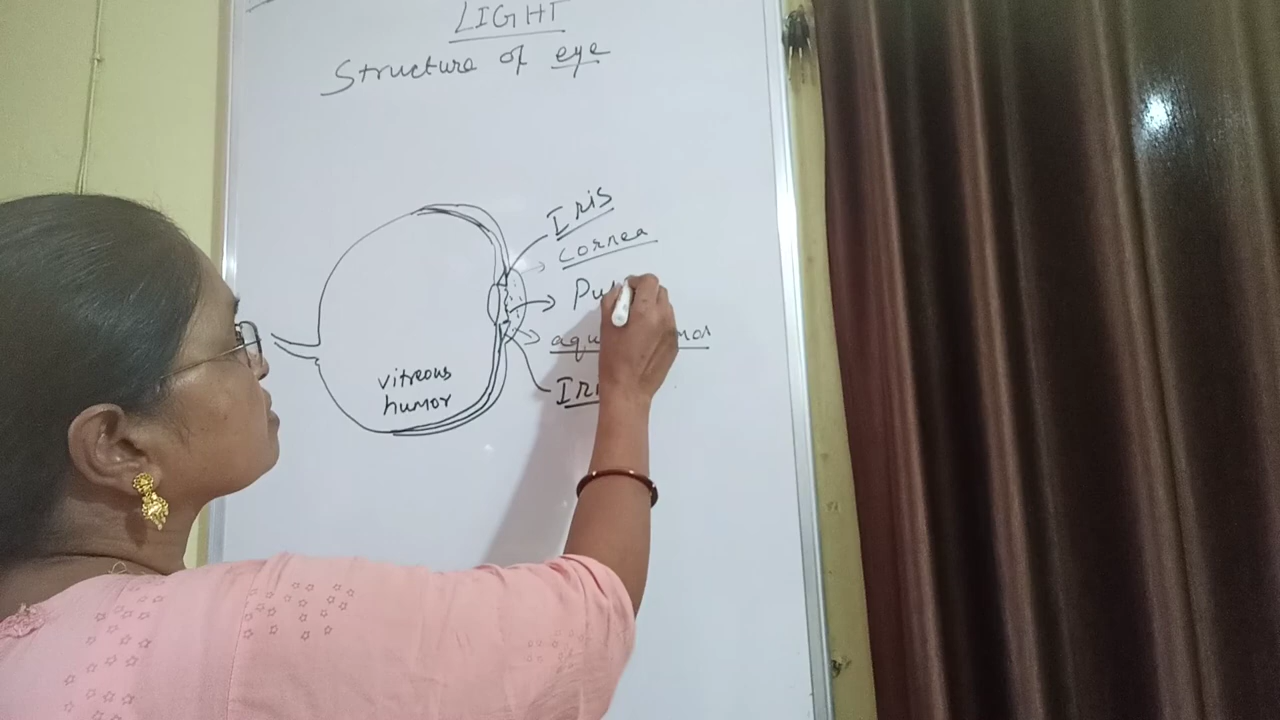 LIGHT
Structure of eye
Iris
cornea
vitreous
humor